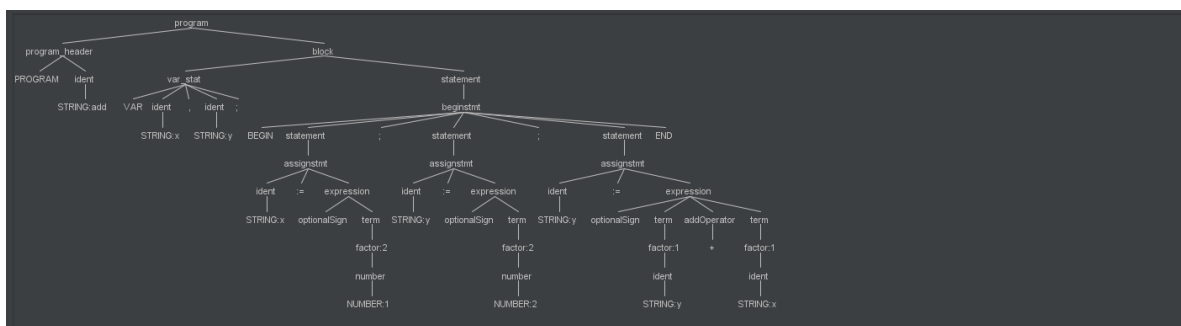 program
program_header block
PROGRAM ident var_stat statement
STRING:add VAR ident , ident ; beginstmt
STRING:x STRING:y BEGIN statement ; statement ; statement END
assignstmt assignstmt assignstmt
ident := expression ident := expression ident := expression
STRING:x optionalSign term STRING:y optionalSign term STRING:y optionalSign term addOperator term
factor:2 factor:2 factor:1 + factor:1
number number ident ident
NUMBER:1 NUMBER:2 STRING:y STRING:x